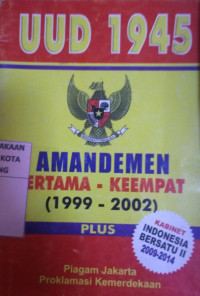 UUD 1945
AAN
KOTA
NG
AMANDEMEN
ERTAMA - KEEMPAT
(1999 - 2002)
PLUS
KABINET
INDONESIA
BERSATU II
2009-2014
Piagam Jakarta
Proklamasi Kemerdekaan